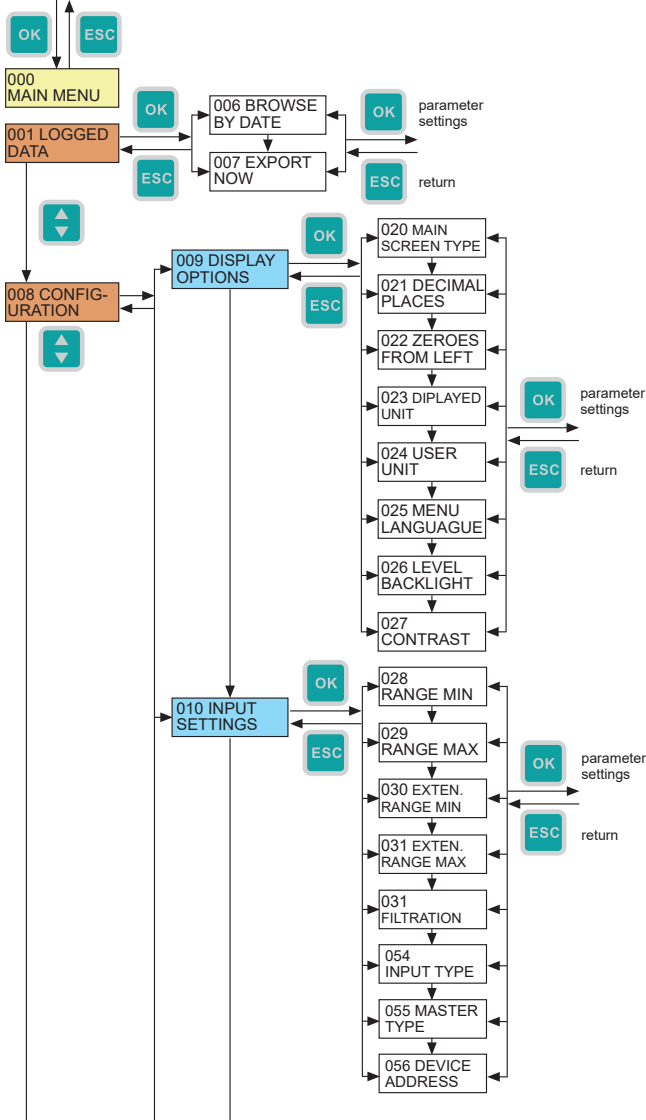 OK
ESC
000
MAIN MENU
001 LOGGED
DATA
OK
ESC
006 BROWSE
BY DATE
007 EXPORT
NOW
OK
parameter
settings
ESC
return
008 CONFIG-
URATION
009 DISPLAY
OPTIONS
OK
ESC
020 MAIN
SCREEN TYPE
021 DECIMAL
PLACES
022 ZEROES
FROM LEFT
023 DIPLAYED
UNIT
024 USER
UNIT
025 MENU
LANGUAGUE
026 LEVEL
BACKLIGHT
027
CONTRAST
OK
parameter
settings
ESC
return
010 INPUT
SETTINGS
OK
ESC
028
RANGE MIN
029
RANGE MAX
030 EXTEN.
RANGE MIN
031 EXTEN.
RANGE MAX
031
FILTRATION
054
INPUT TYPE
055 MASTER
TYPE
056 DEVICE
ADDRESS
OK
parameter
settings
ESC
return